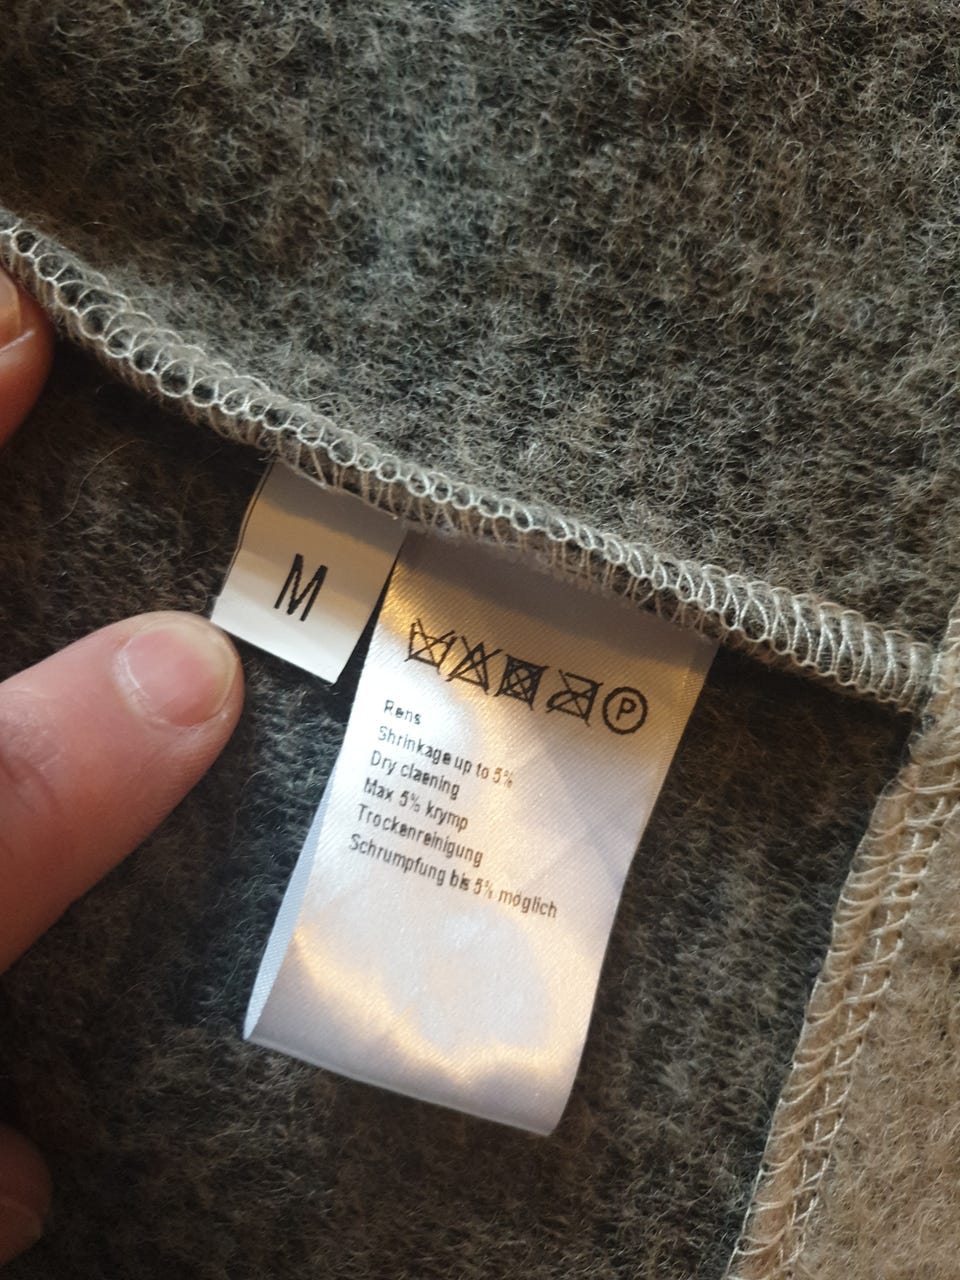 M
P
Rens
Shrinkage up to 5%
Dry claening
Max 5% krymp
Trockenreinigung
Schrumpfung bis 5% möglich